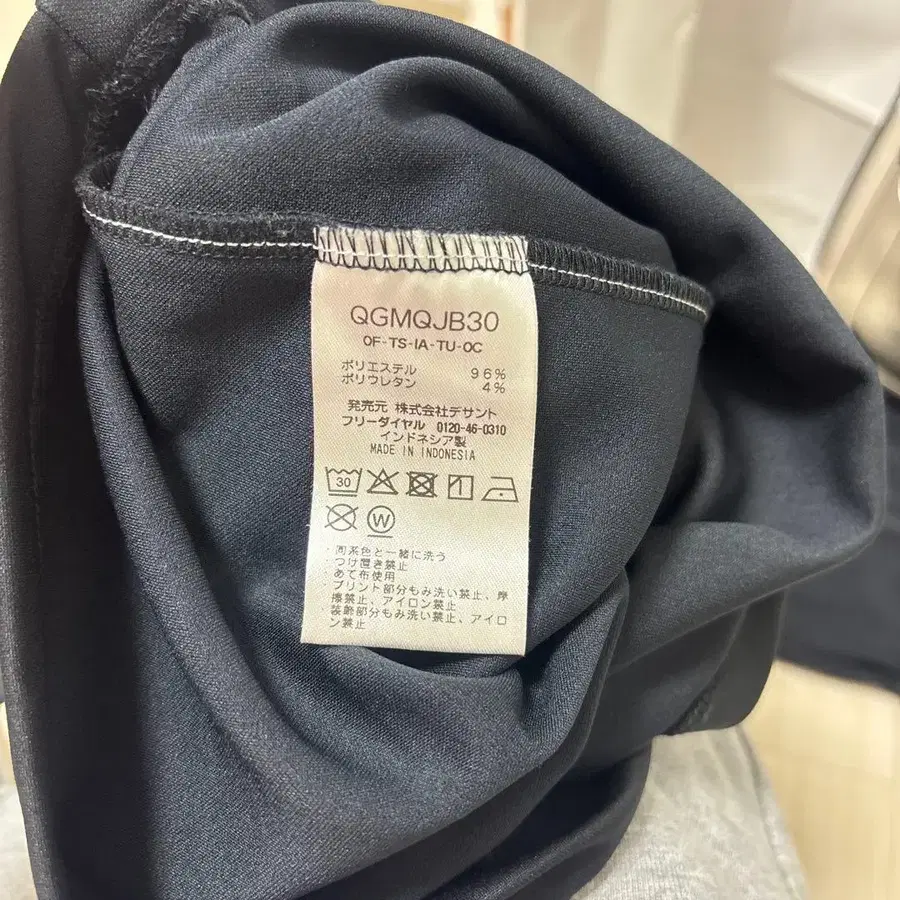 QGMQJB30
OF-TS-IA-TU-OC
ポリエステル 96%
ポリウレタン 4%
発売元 株式会社デサント
フリーダイヤル 0120-46-0310
インドネシア製
MADE IN INDONESIA
30
W
・同系色と一緒に洗う
・つけ置き禁止
・あて布使用
・プリント部分もみ洗い禁止、摩
擦禁止、アイロン禁止
・装飾部分もみ洗い禁止、アイロ
ン禁止